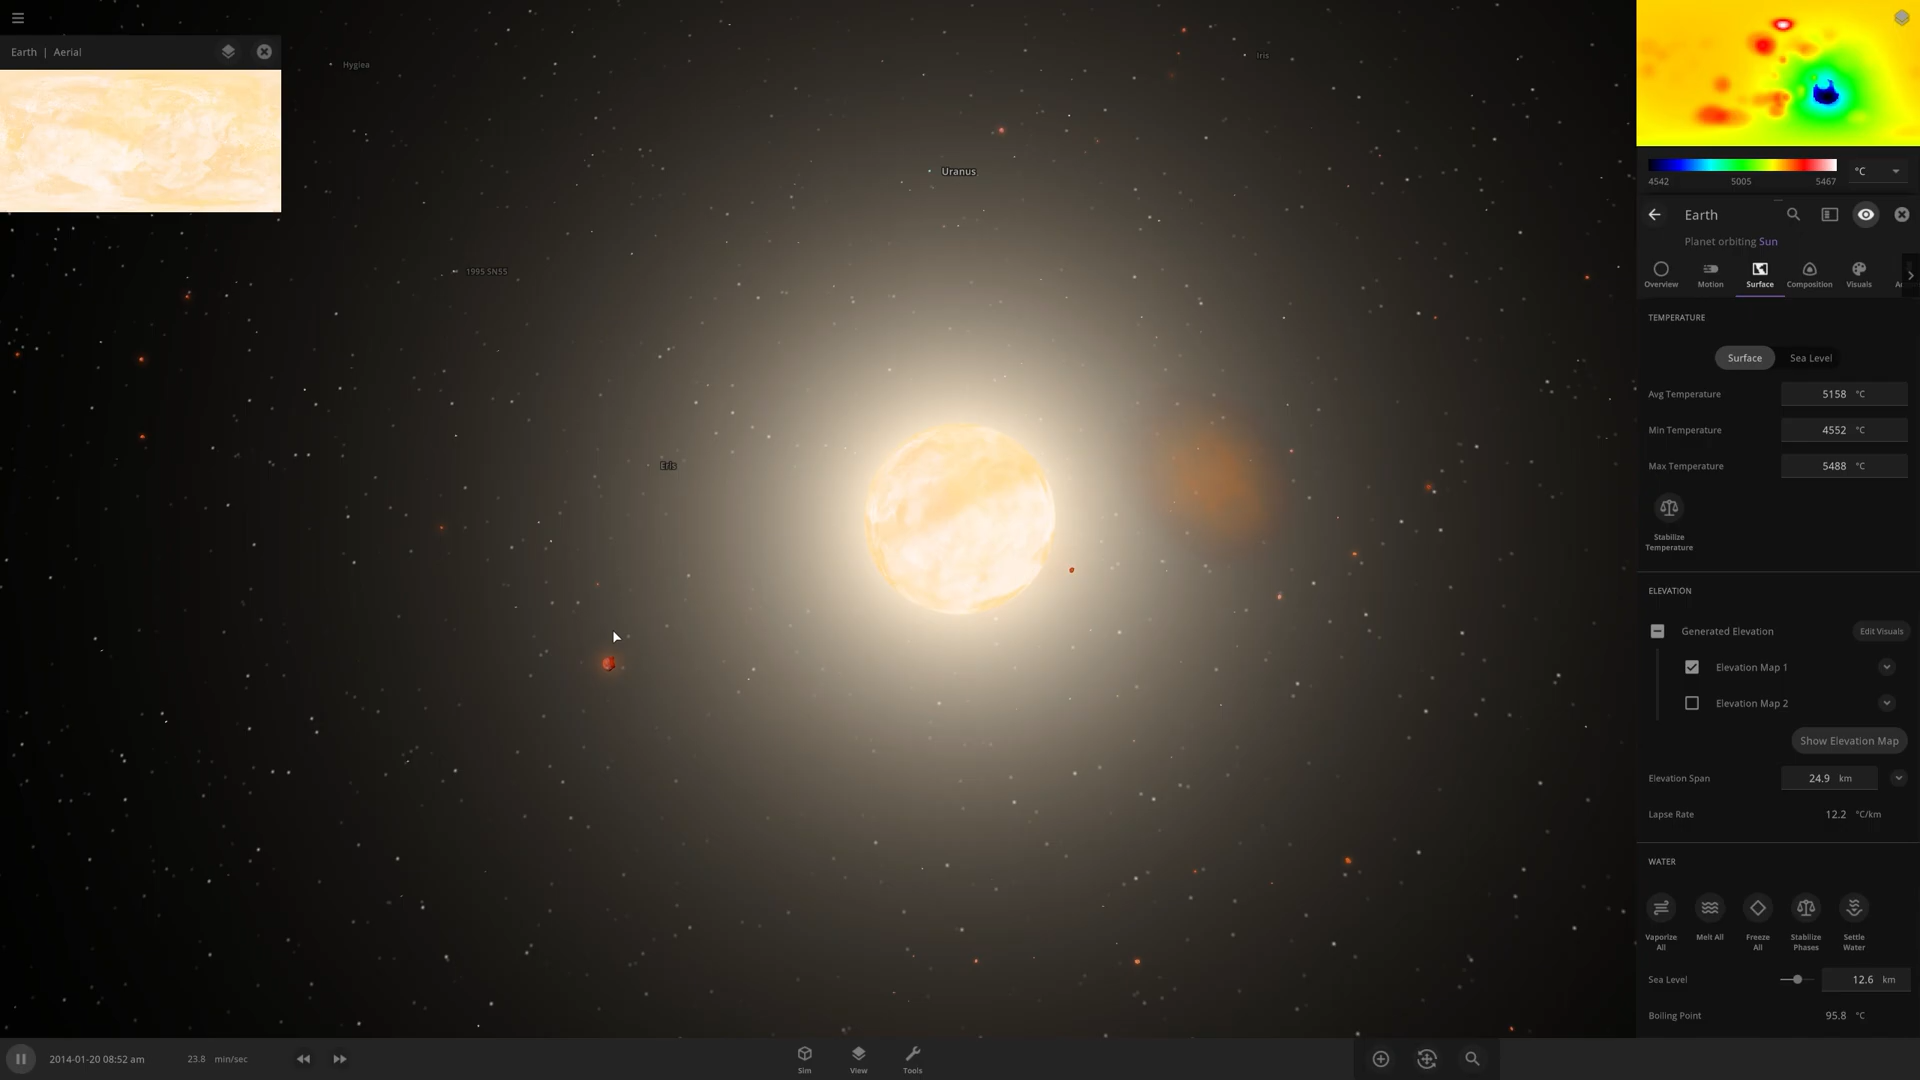 Earth | Aerial
Hygiea
Iris
Uranus
1995 SN55
Eris
4542 5005 5467
°C
Earth
Planet orbiting Sun
Overview Motion Surface Composition Visuals
TEMPERATURE
Surface Sea Level
Avg Temperature 5158 °C
Min Temperature 4552 °C
Max Temperature 5488 °C
Stabilize
Temperature
ELEVATION
Generated Elevation Edit Visuals
Elevation Map 1
Elevation Map 2
Show Elevation Map
Elevation Span 24.9 km
Lapse Rate 12.2 °C/km
WATER
Vaporize All Melt All Freeze All Stabilize Phases Settle Water
Sea Level 12.6 km
Boiling Point 95.8 °C
2014-01-20 08:52 am 23.8 min/sec
Sim View Tools